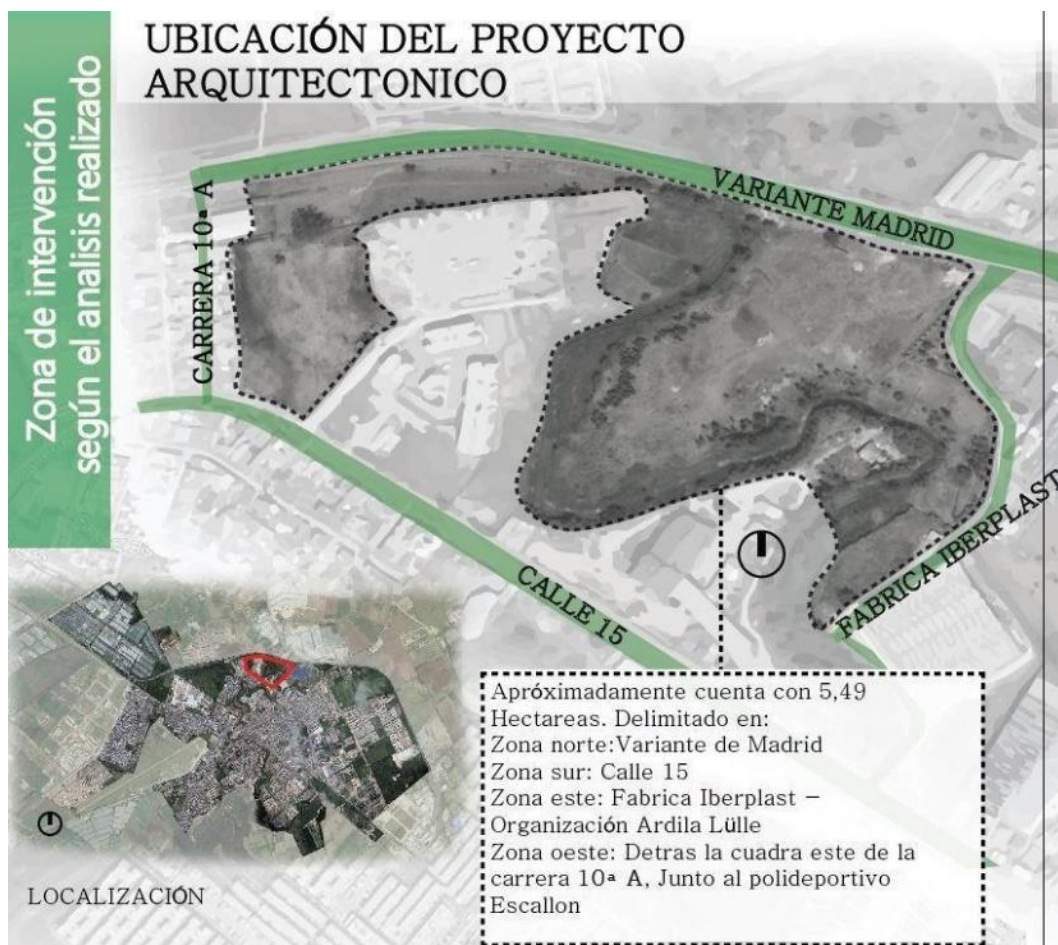 UBICACIÓN DEL PROYECTO
ARQUITECTONICO
Zona de intervención
según el analisis realizado
VARIANTE MADRID
CARRERA 10ª A
CALLE 15
FABRICA IBERPLAST
Apróximadamente cuenta con 5,49
Hectareas. Delimitado en:
Zona norte:Variante de Madrid
Zona sur: Calle 15
Zona este: Fabrica Iberplast –
Organización Ardila Lülle
Zona oeste: Detras la cuadra este de la
carrera 10ª A, Junto al polideportivo
Escallon
LOCALIZACIÓN